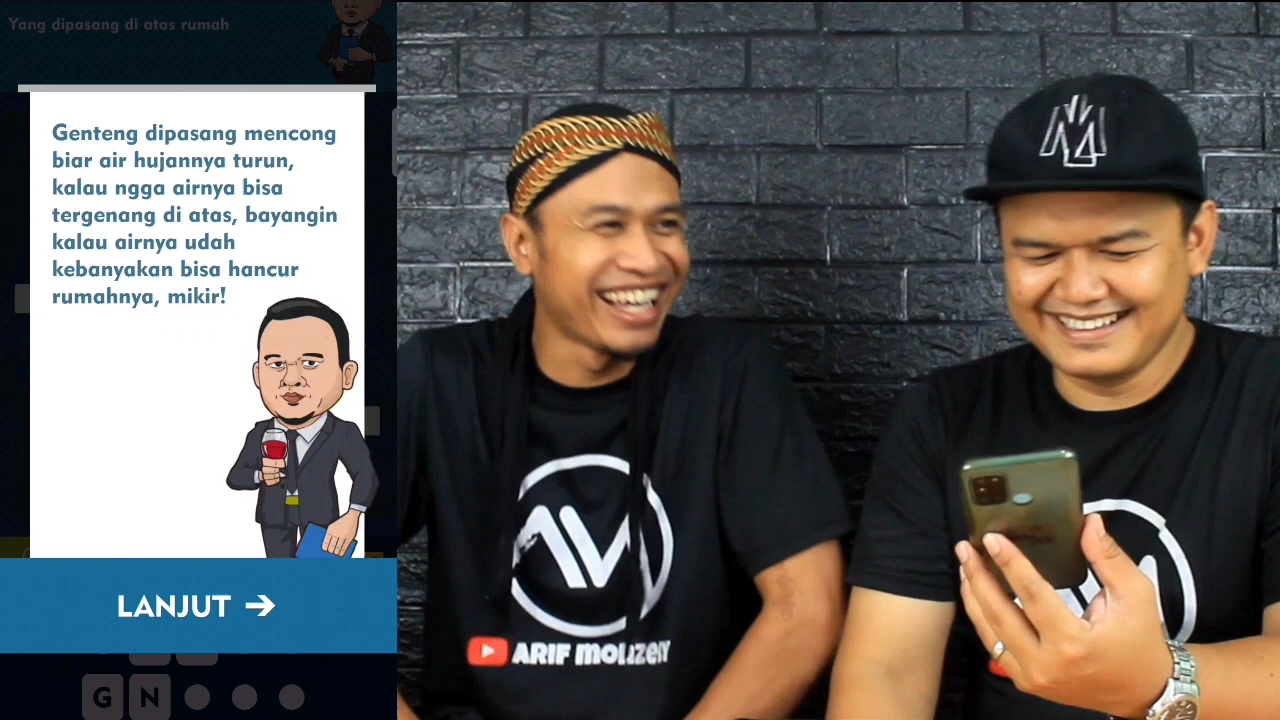 Yang dipasang di atas rumah
Genteng dipasang mencong
biar air hujannya turun,
kalau ngga airnya bisa
tergenang di atas, bayangin
kalau airnya udah
kebanyakan bisa hancur
rumahnya, mikir!
LANJUT →
G N
ARIF